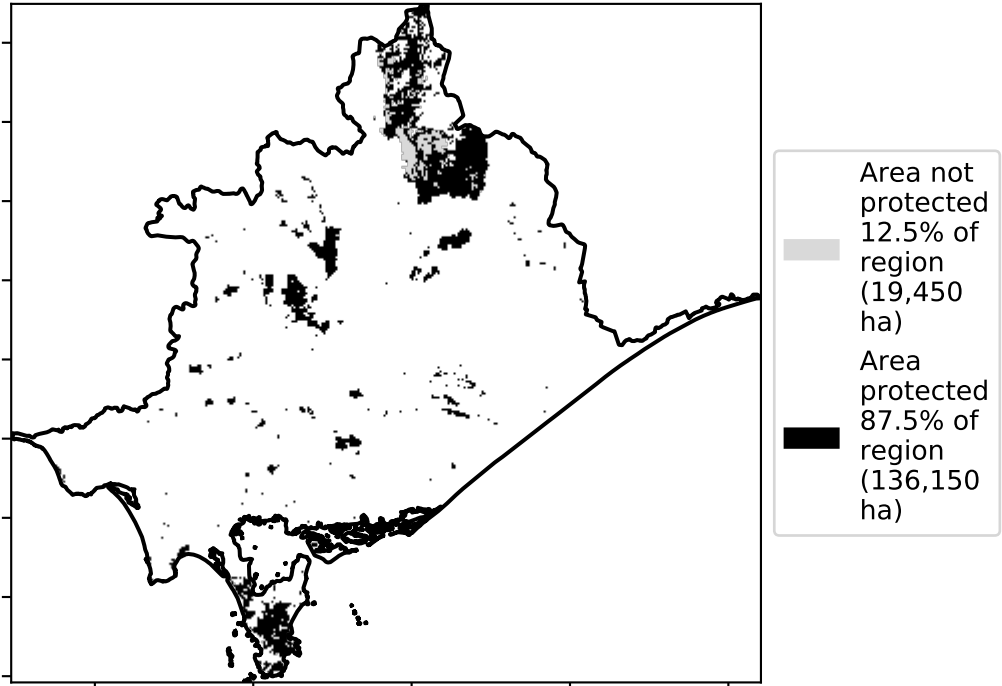 Area not
protected
12.5% of
region
(19,450
ha)
Area
protected
87.5% of
region
(136,150
ha)